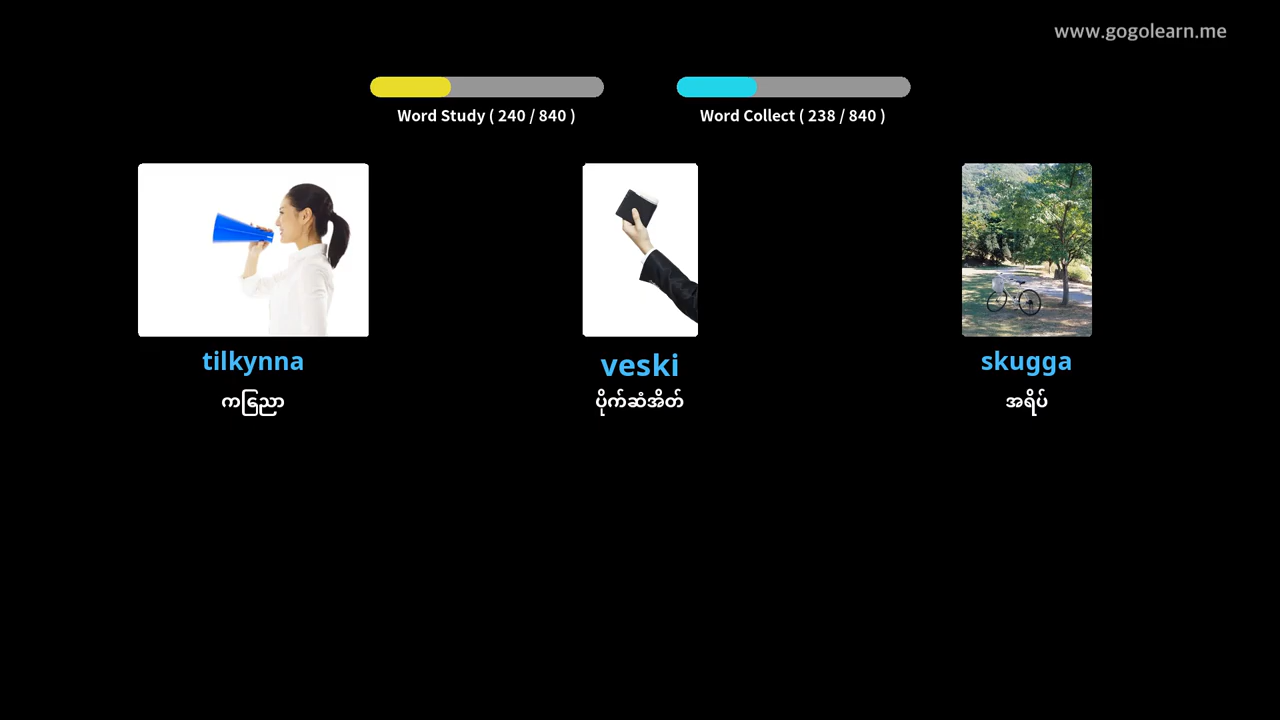 www.gogolearn.me
Word Study ( 240 / 840 )
Word Collect ( 238 / 840 )
tilkynna
veski
skugga
ကြေညာ
ပိုက်ဆံအိတ်
အရိပ်